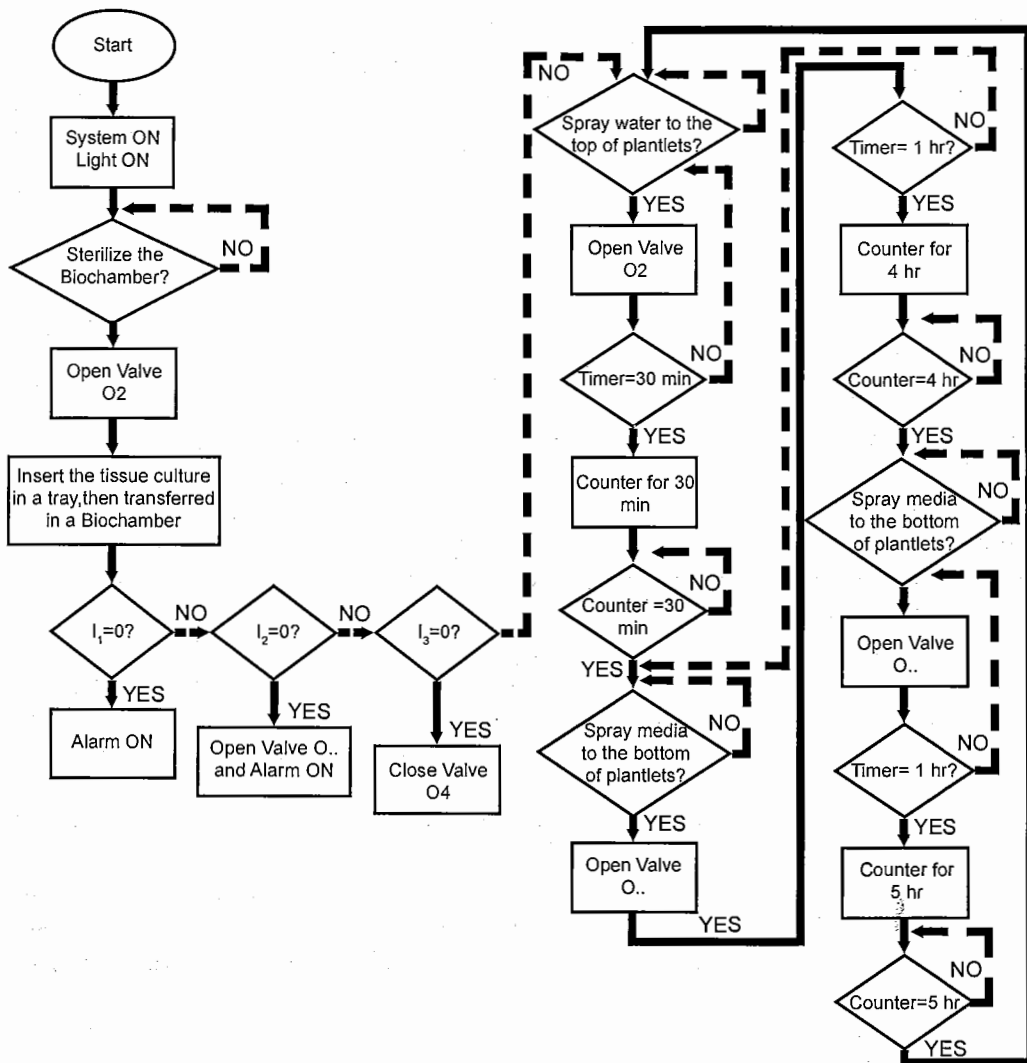 Start
System ON
Light ON
Sterilize the
Biochamber?
NO
Open Valve
O2
Insert the tissue culture
in a tray,then transferred
in a Biochamber
I1=0?
NO
YES
Alarm ON
I2=0?
NO
YES
Open Valve O..
and Alarm ON
I3=0?
NO
YES
Close Valve
O4
Spray water to the
top of plantlets?
YES
Open Valve
O2
Timer=30 min
NO
YES
Counter for 30
min
Counter =30
min
NO
YES
Spray media
to the bottom
of plantlets?
NO
YES
Open Valve
O..
YES
Timer= 1 hr?
NO
YES
Counter for
4 hr
Counter=4 hr
NO
YES
Spray media
to the bottom
of plantlets?
NO
Open Valve
O..
Timer= 1 hr?
NO
YES
Counter for
5 hr
Counter=5 hr
NO
YES